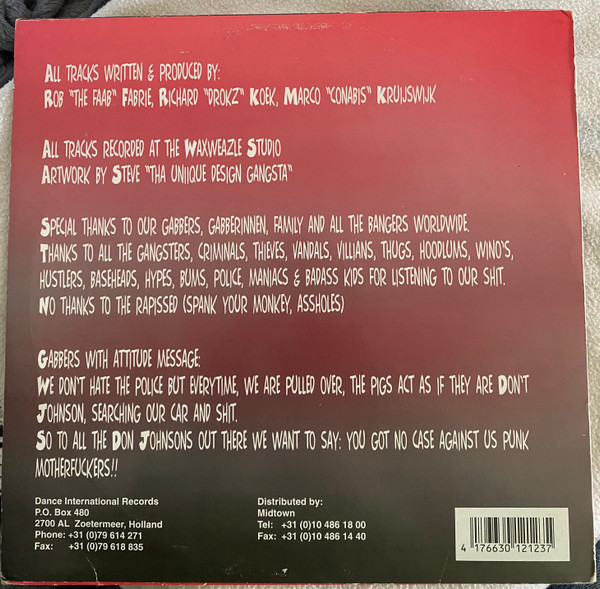 All tracks written & produced by:
Rob "The Faab" Fabrie, Richard "Drokz" Koek, Marco "Conabis" Kruijswijk
All tracks recorded at the Waxweazle Studio
Artwork by Steve "Tha Uniique Design Gangsta"
Special thanks to our gabbers, gabberinnen, family and all the bangers worldwide.
Thanks to all the gangsters, criminals, thieves, vandals, villians, thugs, hoodlums, wino's,
hustlers, baseheads, hypes, bums, police, maniacs & badass kids for listening to our shit.
No thanks to the rapissed (spank your monkey, assholes)
Gabbers with attitude message:
We don't hate the police but everytime, we are pulled over, the pigs act as if they are Don't
Johnson, searching our car and shit.
So to all the Don Johnsons out there we want to say: you got no case against us punk
motherfuckers!!
Dance International Records
P.O. Box 480
2700 AL Zoetermeer, Holland
Phone: +31 (0)79 614 271
Fax: +31 (0)79 618 835
Distributed by:
Midtown
Tel: +31 (0)10 486 18 00
Fax: +31 (0)10 486 14 40
4 176630 121237